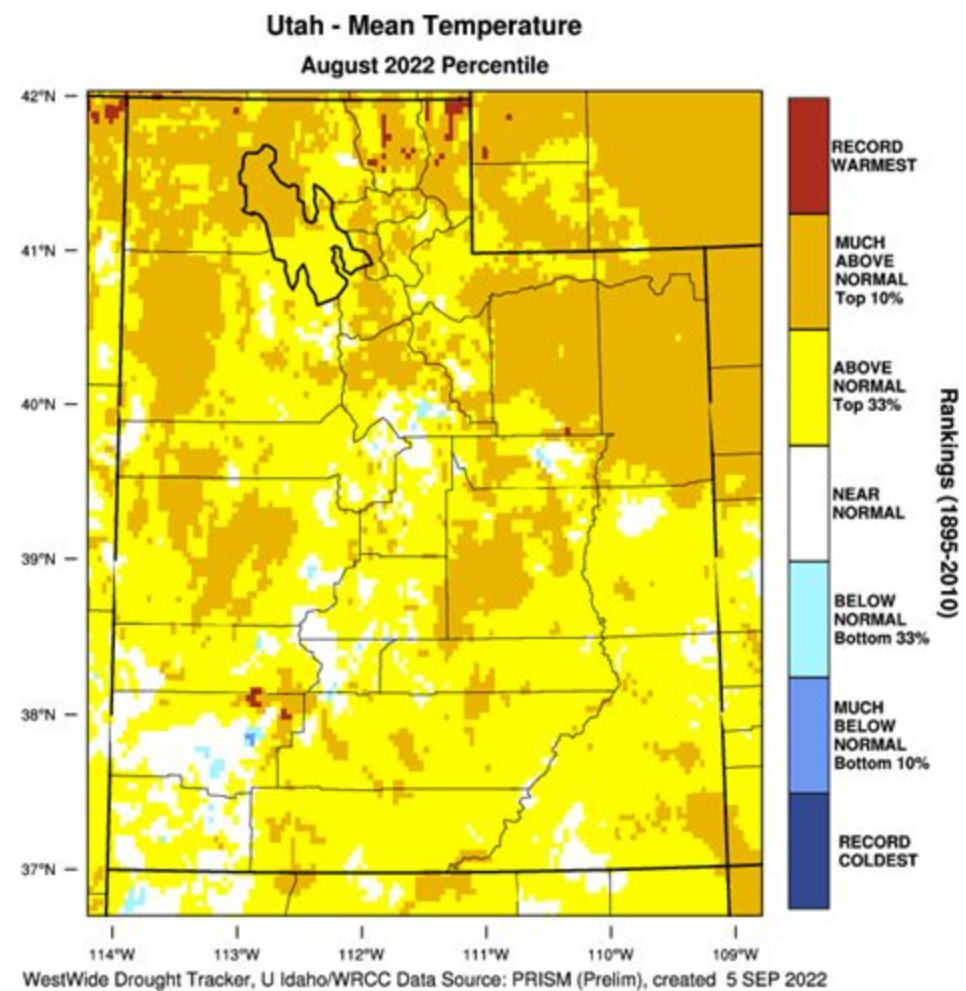 Utah - Mean Temperature
August 2022 Percentile
42°N
41°N
40°N
39°N
38°N
37°N
114°W
113°W
112°W
111°W
110°W
109°W
RECORD
WARMEST
MUCH
ABOVE
NORMAL
Top 10%
ABOVE
NORMAL
Top 33%
NEAR
NORMAL
BELOW
NORMAL
Bottom 33%
MUCH
BELOW
NORMAL
Bottom 10%
RECORD
COLDEST
Rankings (1895-2010)
WestWide Drought Tracker, U Idaho/WRCC Data Source: PRISM (Prelim), created 5 SEP 2022